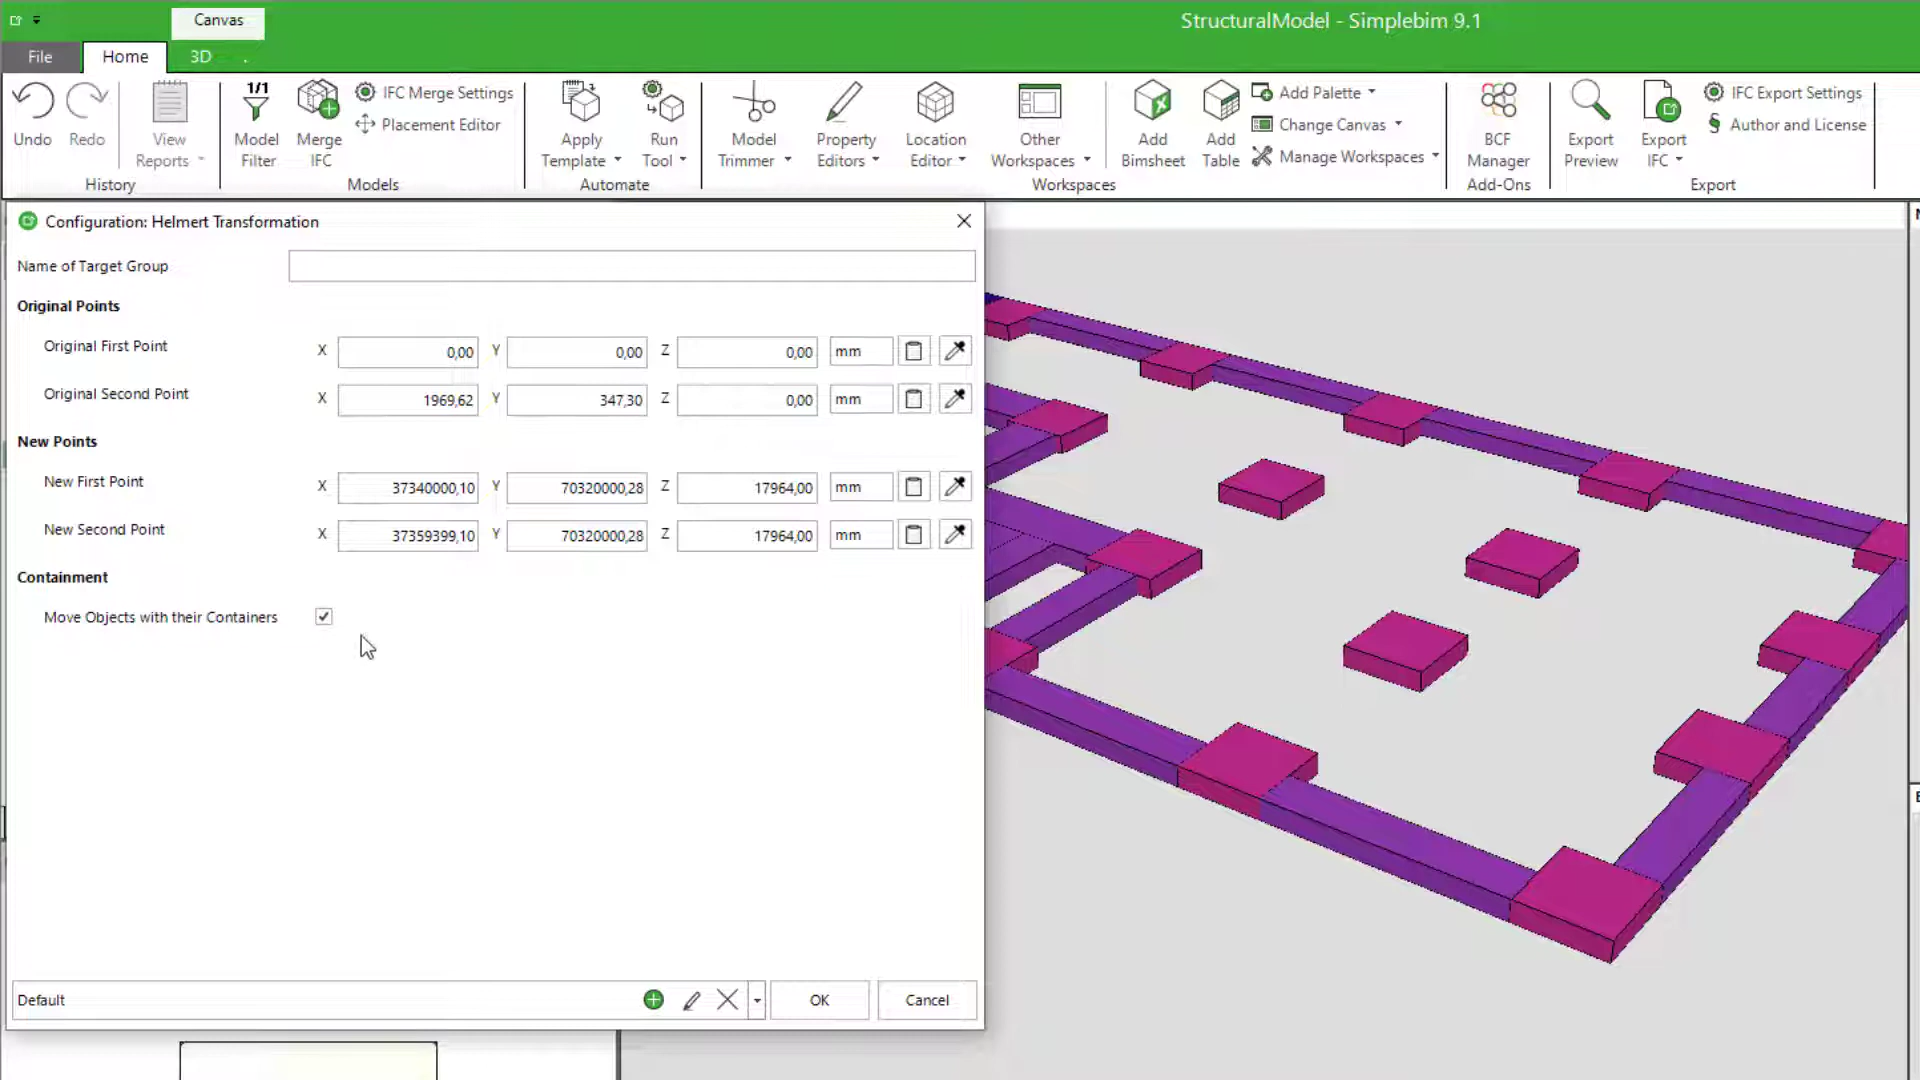 Canvas
StructuralModel - Simplebim 9.1
File
Home
3D
Undo
Redo
View
Reports
History
1/1
Model
Filter
Merge
IFC
IFC Merge Settings
Placement Editor
Models
Apply
Template
Run
Tool
Automate
Model
Trimmer
Property
Editors
Location
Editor
Other
Workspaces
Add
Bimsheet
Add
Table
Add Palette
Change Canvas
Manage Workspaces
Workspaces
BCF
Manager
Add-Ons
Export
Preview
Export
IFC
IFC Export Settings
Author and License
Export
Configuration: Helmert Transformation
Name of Target Group
Original Points
Original First Point X 0,00 Y 0,00 Z 0,00 mm
Original Second Point X 1969,62 Y 347,30 Z 0,00 mm
New Points
New First Point X 37340000,10 Y 70320000,28 Z 17964,00 mm
New Second Point X 37359399,10 Y 70320000,28 Z 17964,00 mm
Containment
Move Objects with their Containers
Default
OK
Cancel